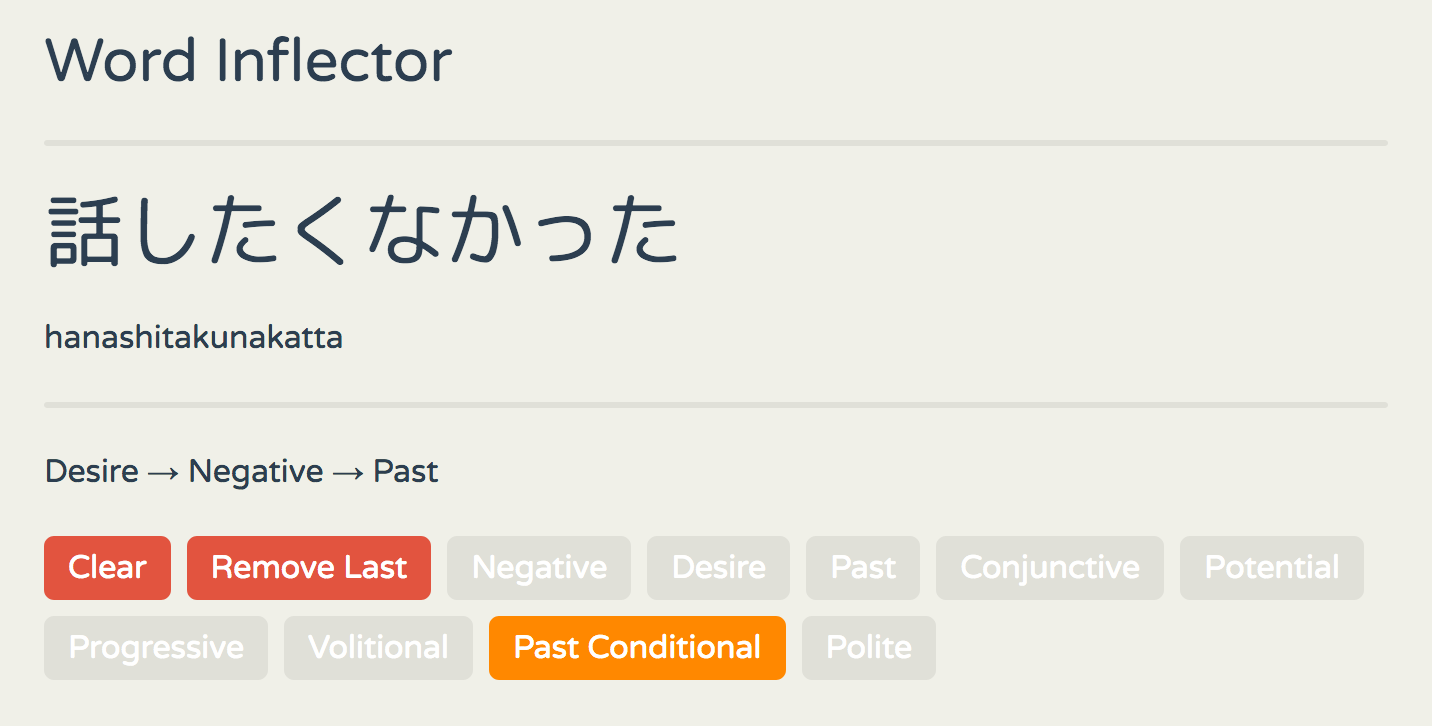 Word Inflector
話したくなかった
hanashitakunakatta
Desire → Negative → Past
Clear Remove Last Negative Desire Past Conjunctive Potential
Progressive Volitional Past Conditional Polite